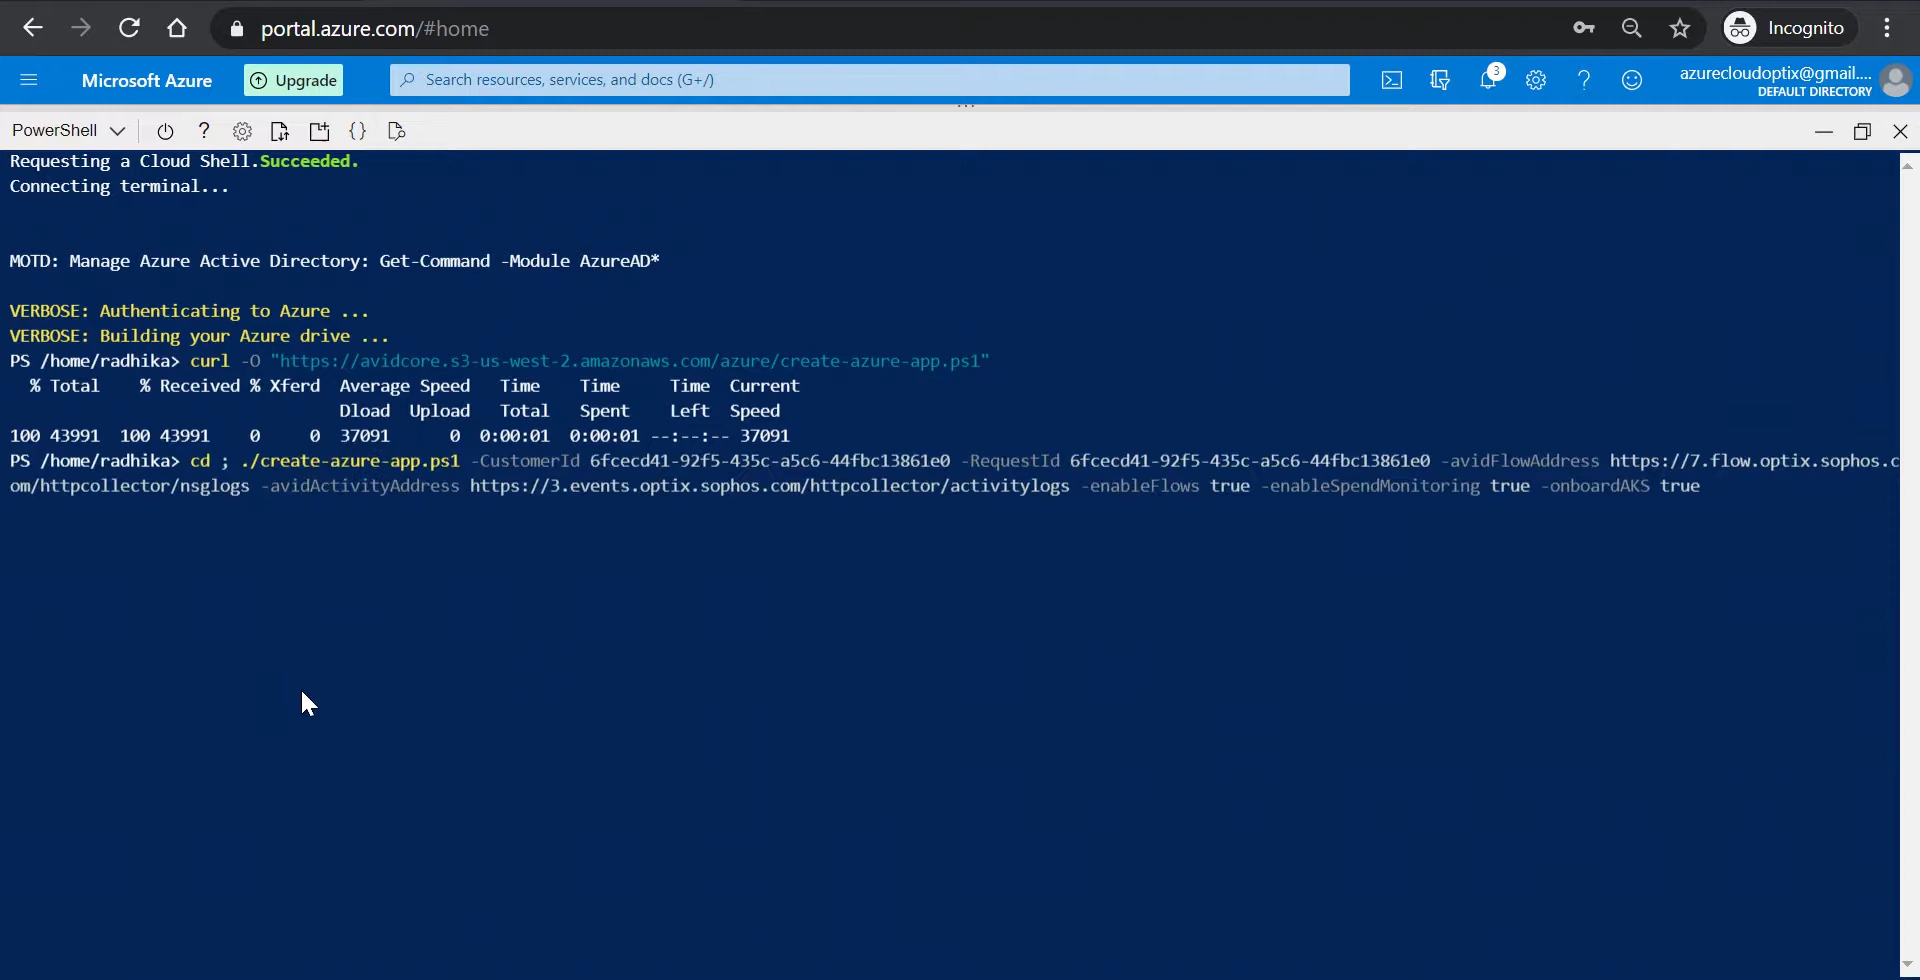 portal.azure.com/#home
Incognito
Microsoft Azure
Upgrade
Search resources, services, and docs (G+/)
3
azurecloudoptix@gmail....
DEFAULT DIRECTORY
PowerShell
Requesting a Cloud Shell.Succeeded.
Connecting terminal...
MOTD: Manage Azure Active Directory: Get-Command -Module AzureAD*
VERBOSE: Authenticating to Azure ...
VERBOSE: Building your Azure drive ...
PS /home/radhika> curl -O "https://avidcore.s3-us-west-2.amazonaws.com/azure/create-azure-app.ps1"
% Total % Received % Xferd Average Speed Time Time Time Current
Dload Upload Total Spent Left Speed
100 43991 100 43991 0 0 37091 0 0:00:01 0:00:01 --:--:-- 37091
PS /home/radhika> cd ; ./create-azure-app.ps1 -CustomerId 6fcecd41-92f5-435c-a5c6-44fbc13861e0 -RequestId 6fcecd41-92f5-435c-a5c6-44fbc13861e0 -avidFlowAddress https://7.flow.optix.sophos.c
om/httpcollector/nsglogs -avidActivityAddress https://3.events.optix.sophos.com/httpcollector/activitylogs -enableFlows true -enableSpendMonitoring true -onboardAKS true